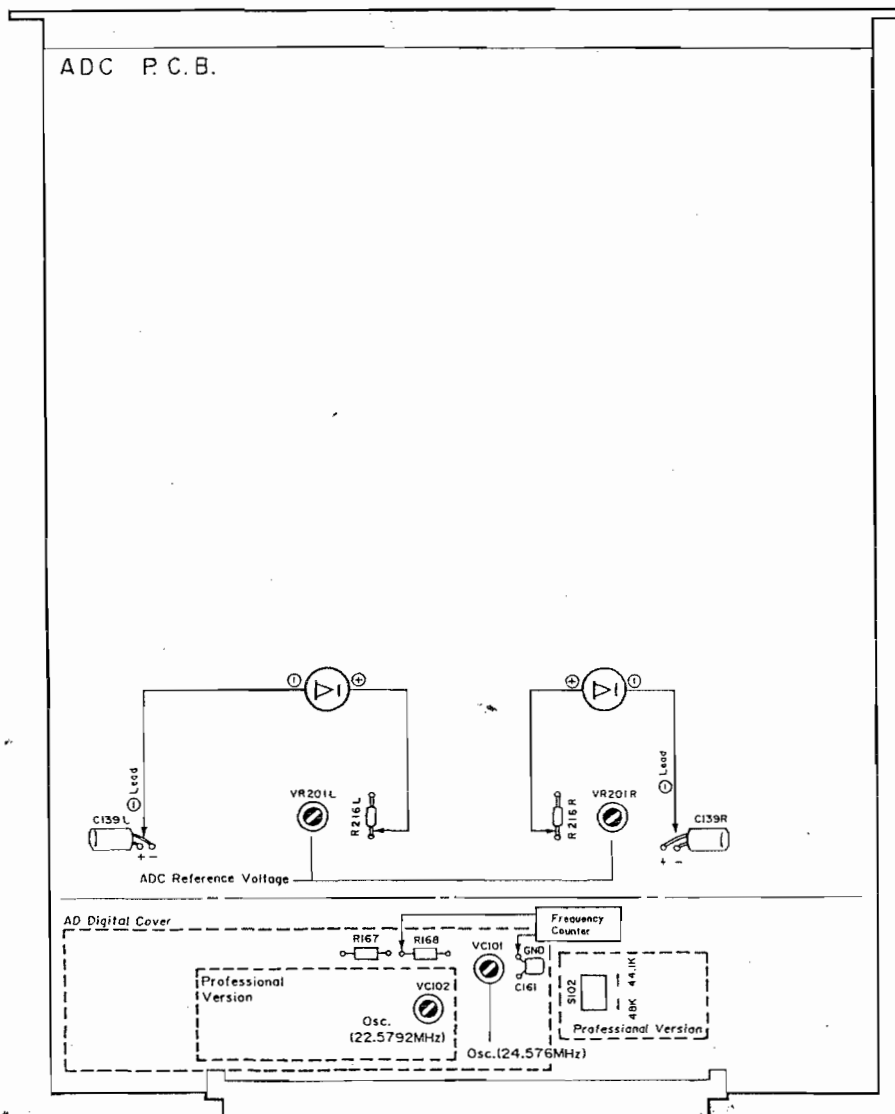 ADC P.C.B.
⊖ ⊕
⊕ ⊖
⊖ Lead
⊖ Lead
VR201L
R216L
R216R
VR201R
C139L
C139R
+ -
+ -
ADC Reference Voltage
AD Digital Cover
Frequency
Counter
R167
R168
VC101
GND
C161
S102
48K 44.1K
Professional Version
Professional
Version
VC102
Osc.
(22.5792MHz)
Osc.(24.576MHz)